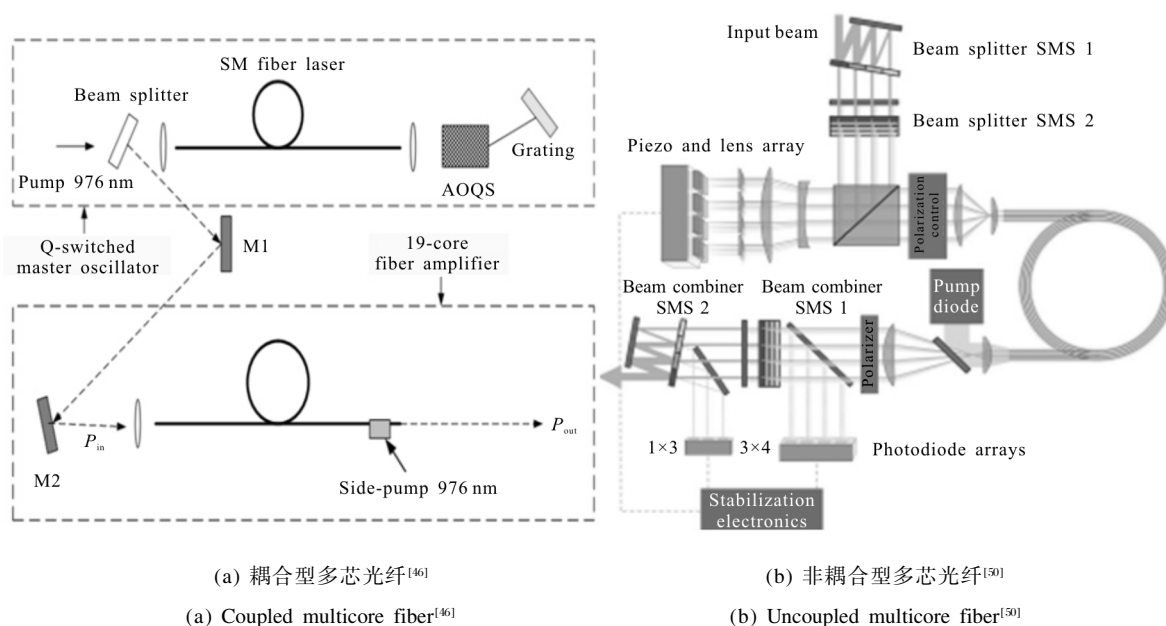 SM fiber laser
Beam splitter
Pump 976 nm
AOQS
Grating
Q-switched
master oscillator
M1
19-core
fiber amplifier
M2
Pin
Pout
Side-pump 976 nm
(a) 耦合型多芯光纤[46]
(a) Coupled multicore fiber[46]
Input beam
Beam splitter SMS 1
Beam splitter SMS 2
Piezo and lens array
Polarization
control
Beam combiner
SMS 2
Beam combiner
SMS 1
Pump
diode
Polarizer
1×3
3×4
Photodiode arrays
Stabilization
electronics
(b) 非耦合型多芯光纤[50]
(b) Uncoupled multicore fiber[50]